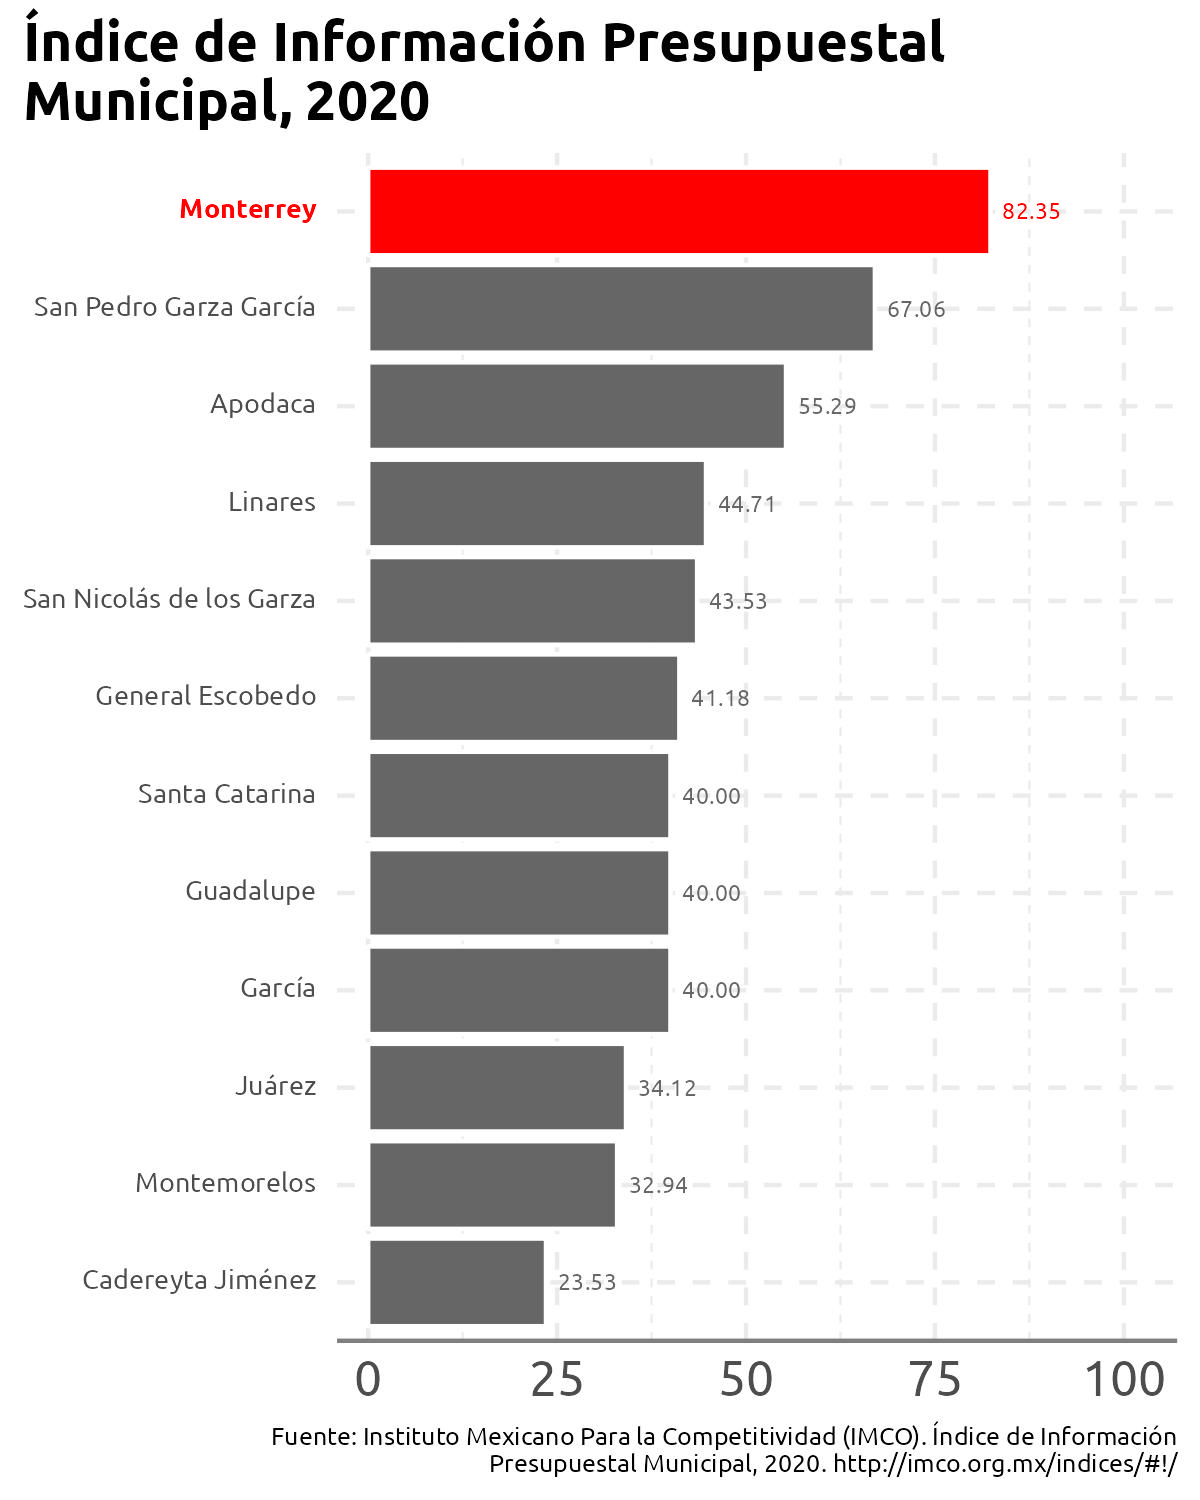 Índice de Información Presupuestal
Municipal, 2020
Monterrey 82.35
San Pedro Garza García 67.06
Apodaca 55.29
Linares 44.71
San Nicolás de los Garza 43.53
General Escobedo 41.18
Santa Catarina 40.00
Guadalupe 40.00
García 40.00
Juárez 34.12
Montemorelos 32.94
Cadereyta Jiménez 23.53
0 25 50 75 100
Fuente: Instituto Mexicano Para la Competitividad (IMCO). Índice de Información
Presupuestal Municipal, 2020. http://imco.org.mx/indices/#!/